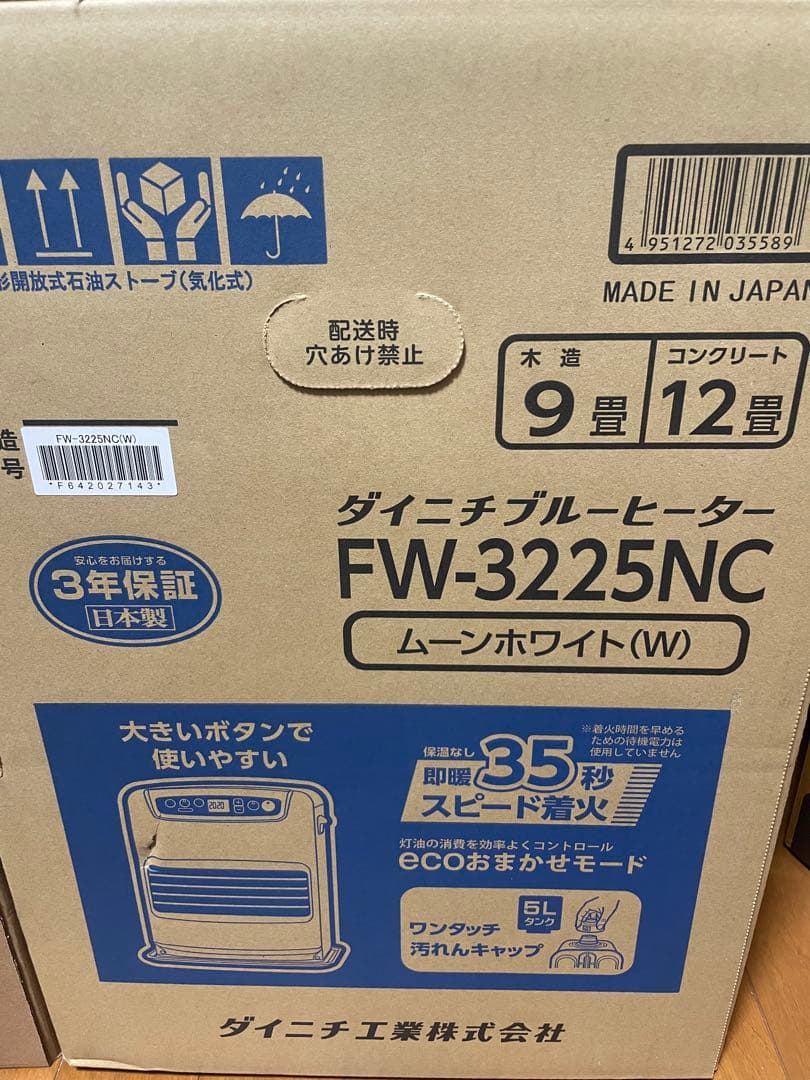 4 951272 035589
MADE IN JAPAN
形開放式石油ストーブ(気化式)
配送時
穴あけ禁止
木造
9畳
コンクリート
12畳
造
号
FW-3225NC(W)
*F642027143*
ダイニチブルーヒーター
FW-3225NC
ムーンホワイト(W)
安心をお届けする
3年保証
日本製
大きいボタンで
使いやすい
2020
保温なし
即暖35秒
スピード着火
※着火時間を早める
ための待機電力は
使用していません
灯油の消費を効率よくコントロール
ecoおまかせモード
ワンタッチ
汚れんキャップ
5L
タンク
ダイニチ工業株式会社